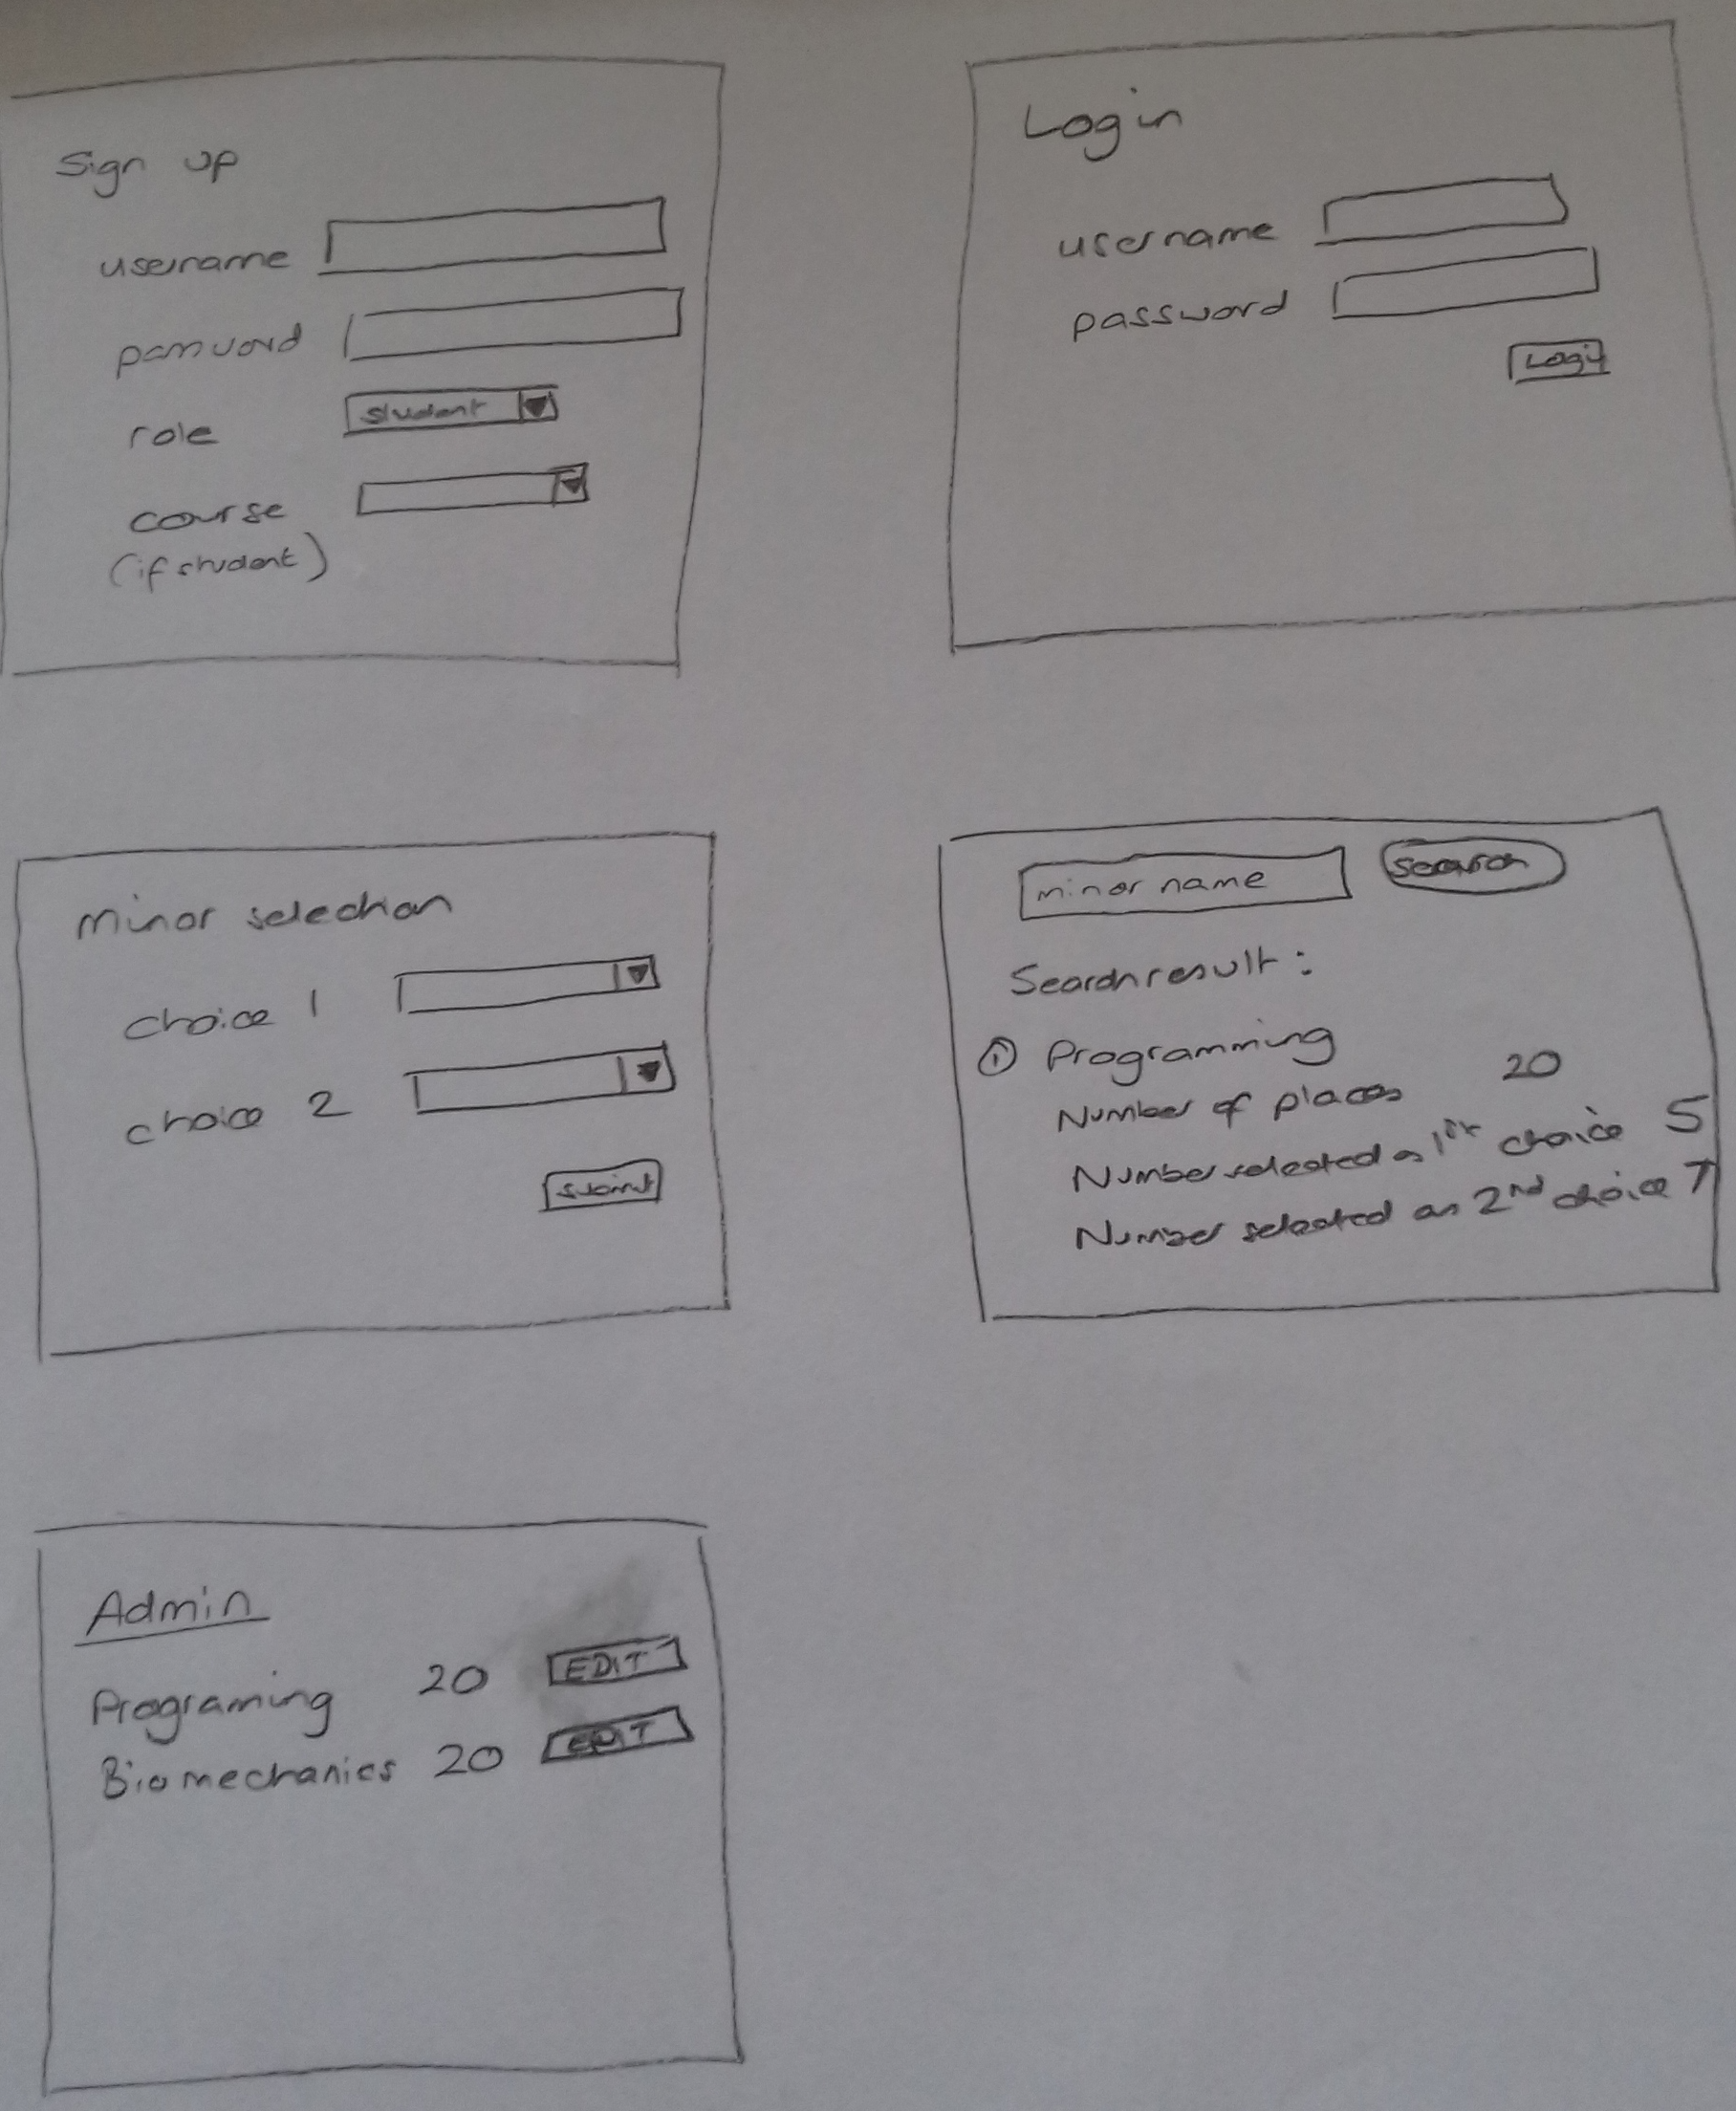 Sign up
username
password
role student
course
(if student)
Login
username
password
Login
Minor selection
choice 1
choice 2
submit
minor name search
Search result:
① Programming
Number of places 20
Number selected as 1st choice 5
Number selected as 2nd choice 7
Admin
Programing 20 EDIT
Biomechanics 20 EDIT